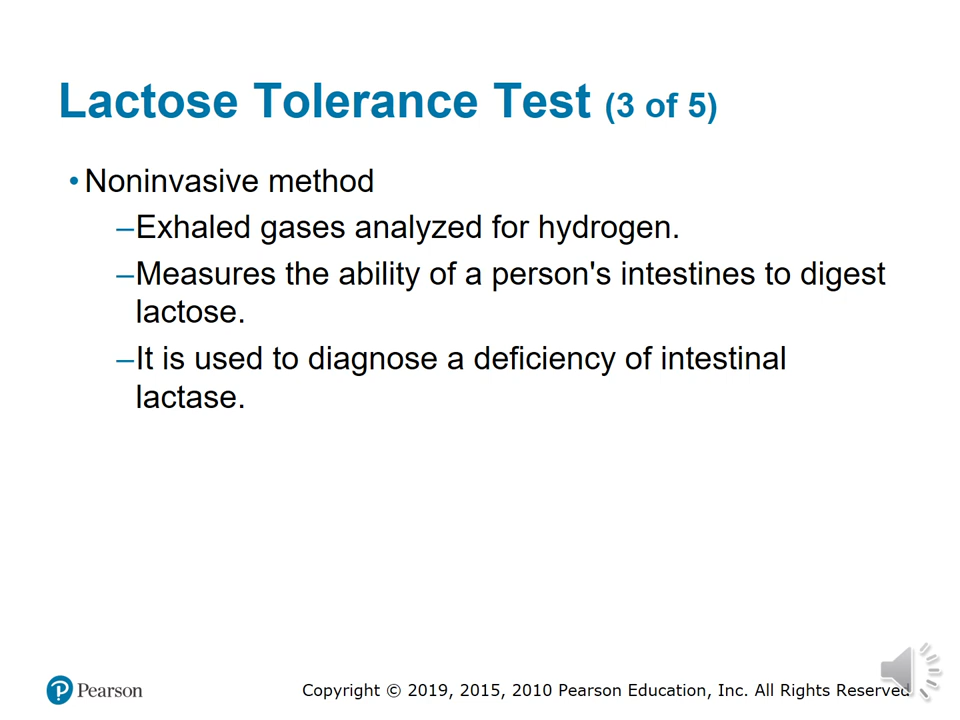 Lactose Tolerance Test (3 of 5)
• Noninvasive method
–Exhaled gases analyzed for hydrogen.
–Measures the ability of a person's intestines to digest
lactose.
–It is used to diagnose a deficiency of intestinal
lactase.
Pearson
Copyright © 2019, 2015, 2010 Pearson Education, Inc. All Rights Reserved